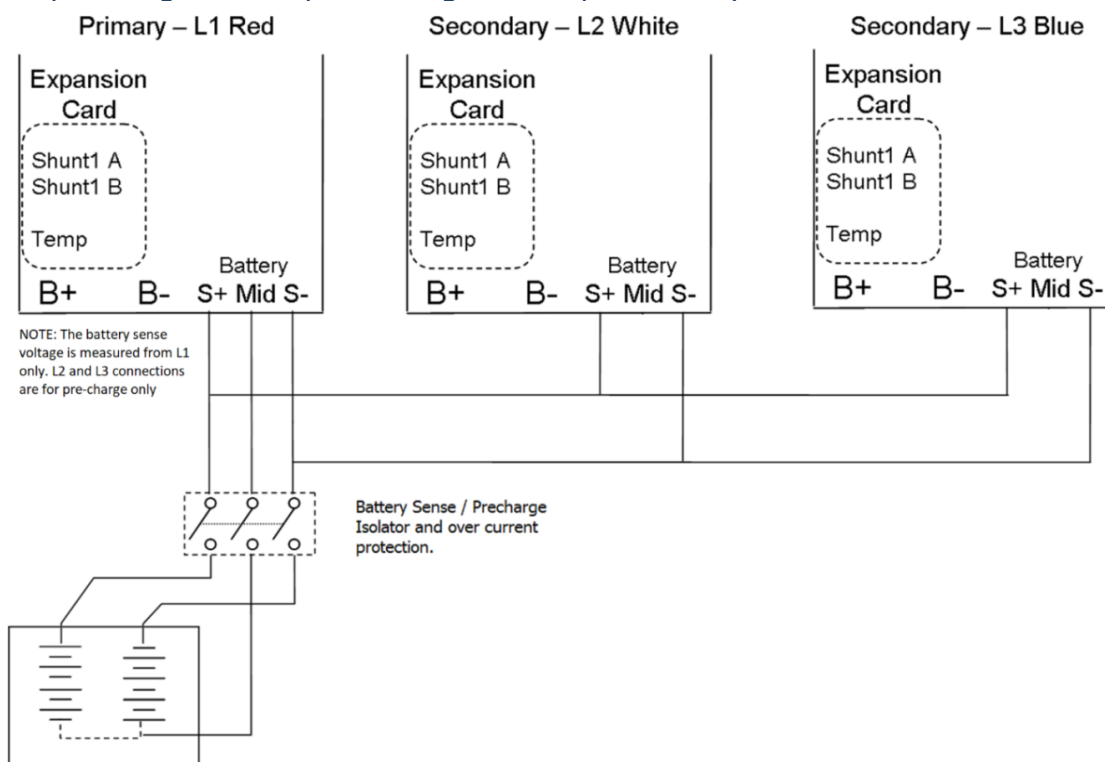 Primary – L1 Red
Secondary – L2 White
Secondary – L3 Blue
Expansion
Card
Shunt1 A
Shunt1 B
Temp
Battery
B+ B- S+ Mid S-
Expansion
Card
Shunt1 A
Shunt1 B
Temp
Battery
B+ B- S+ Mid S-
Expansion
Card
Shunt1 A
Shunt1 B
Temp
Battery
B+ B- S+ Mid S-
NOTE: The battery sense
voltage is measured from L1
only. L2 and L3 connections
are for pre-charge only
Battery Sense / Precharge
Isolator and over current
protection.